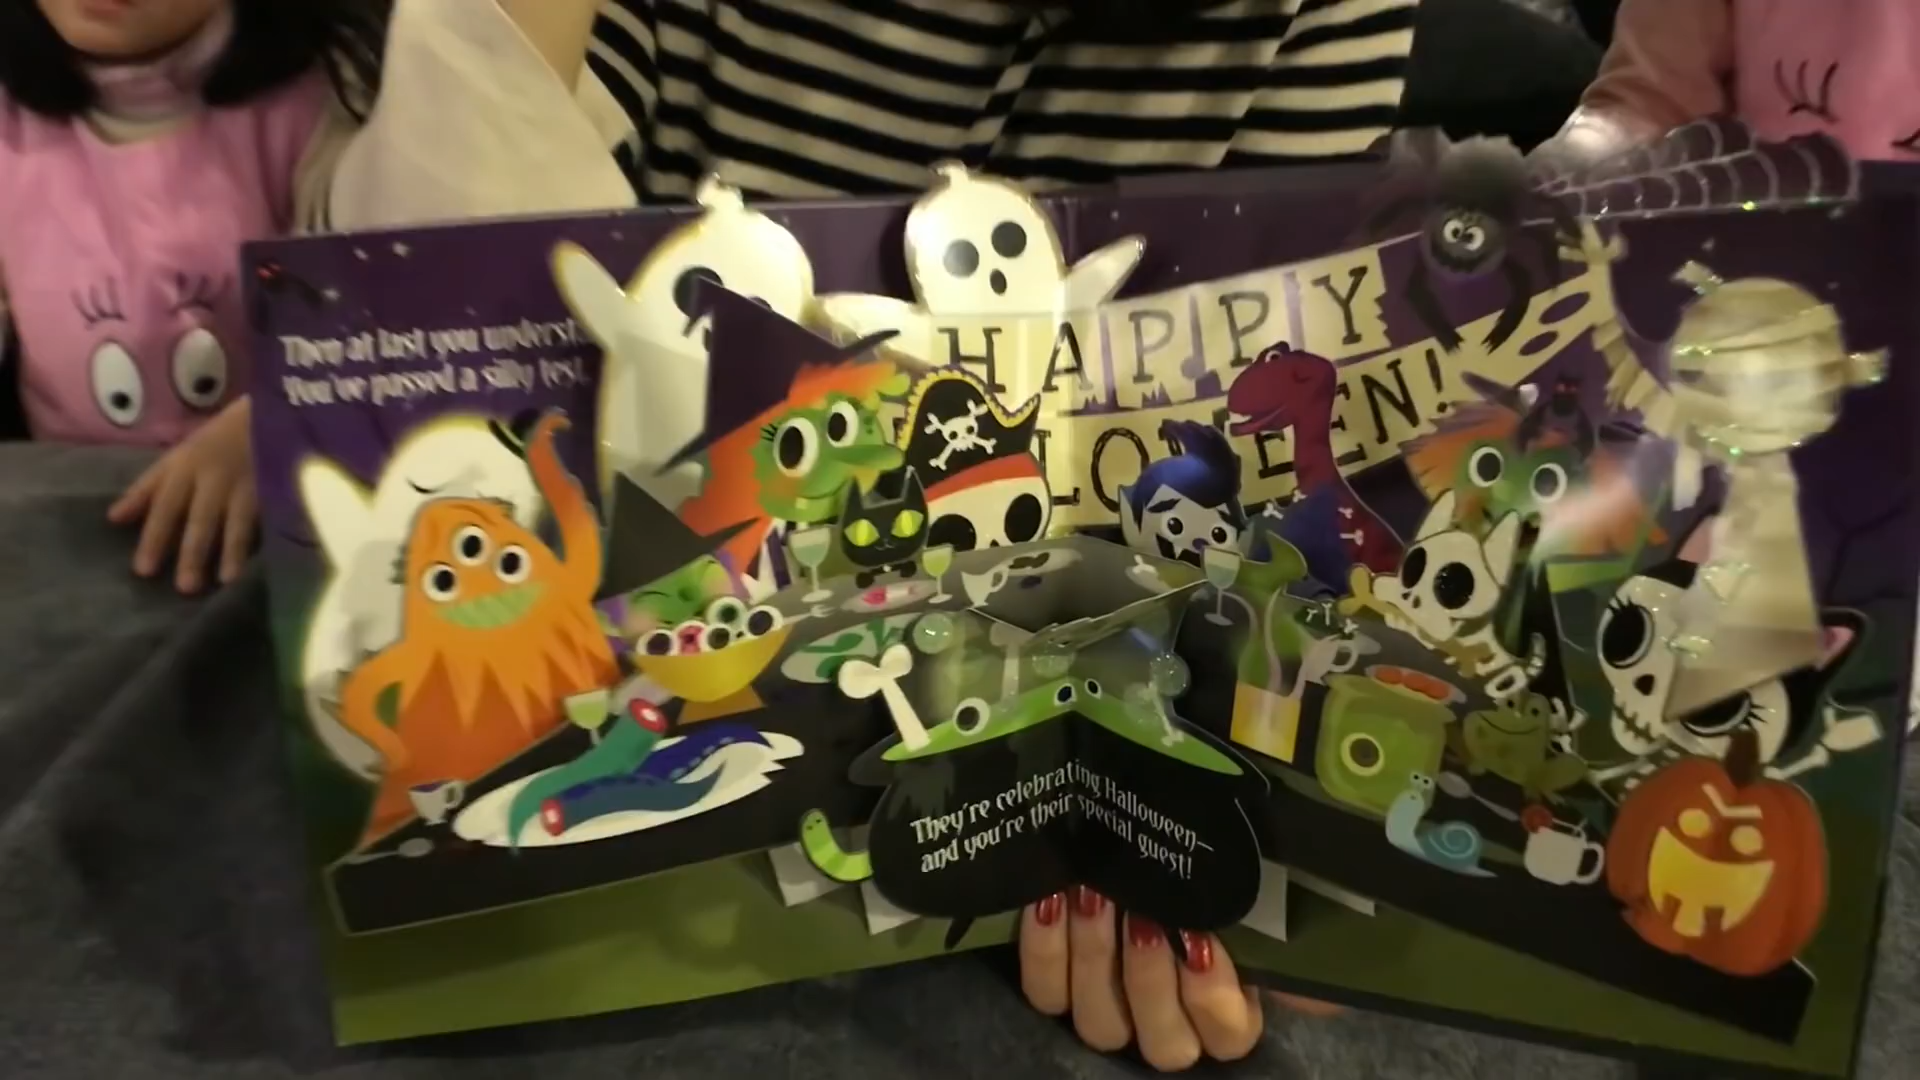 Then at last you
You've passed a silly test.
HAPPY
EEN!
They're celebrating Halloween—
and you're their special guest!